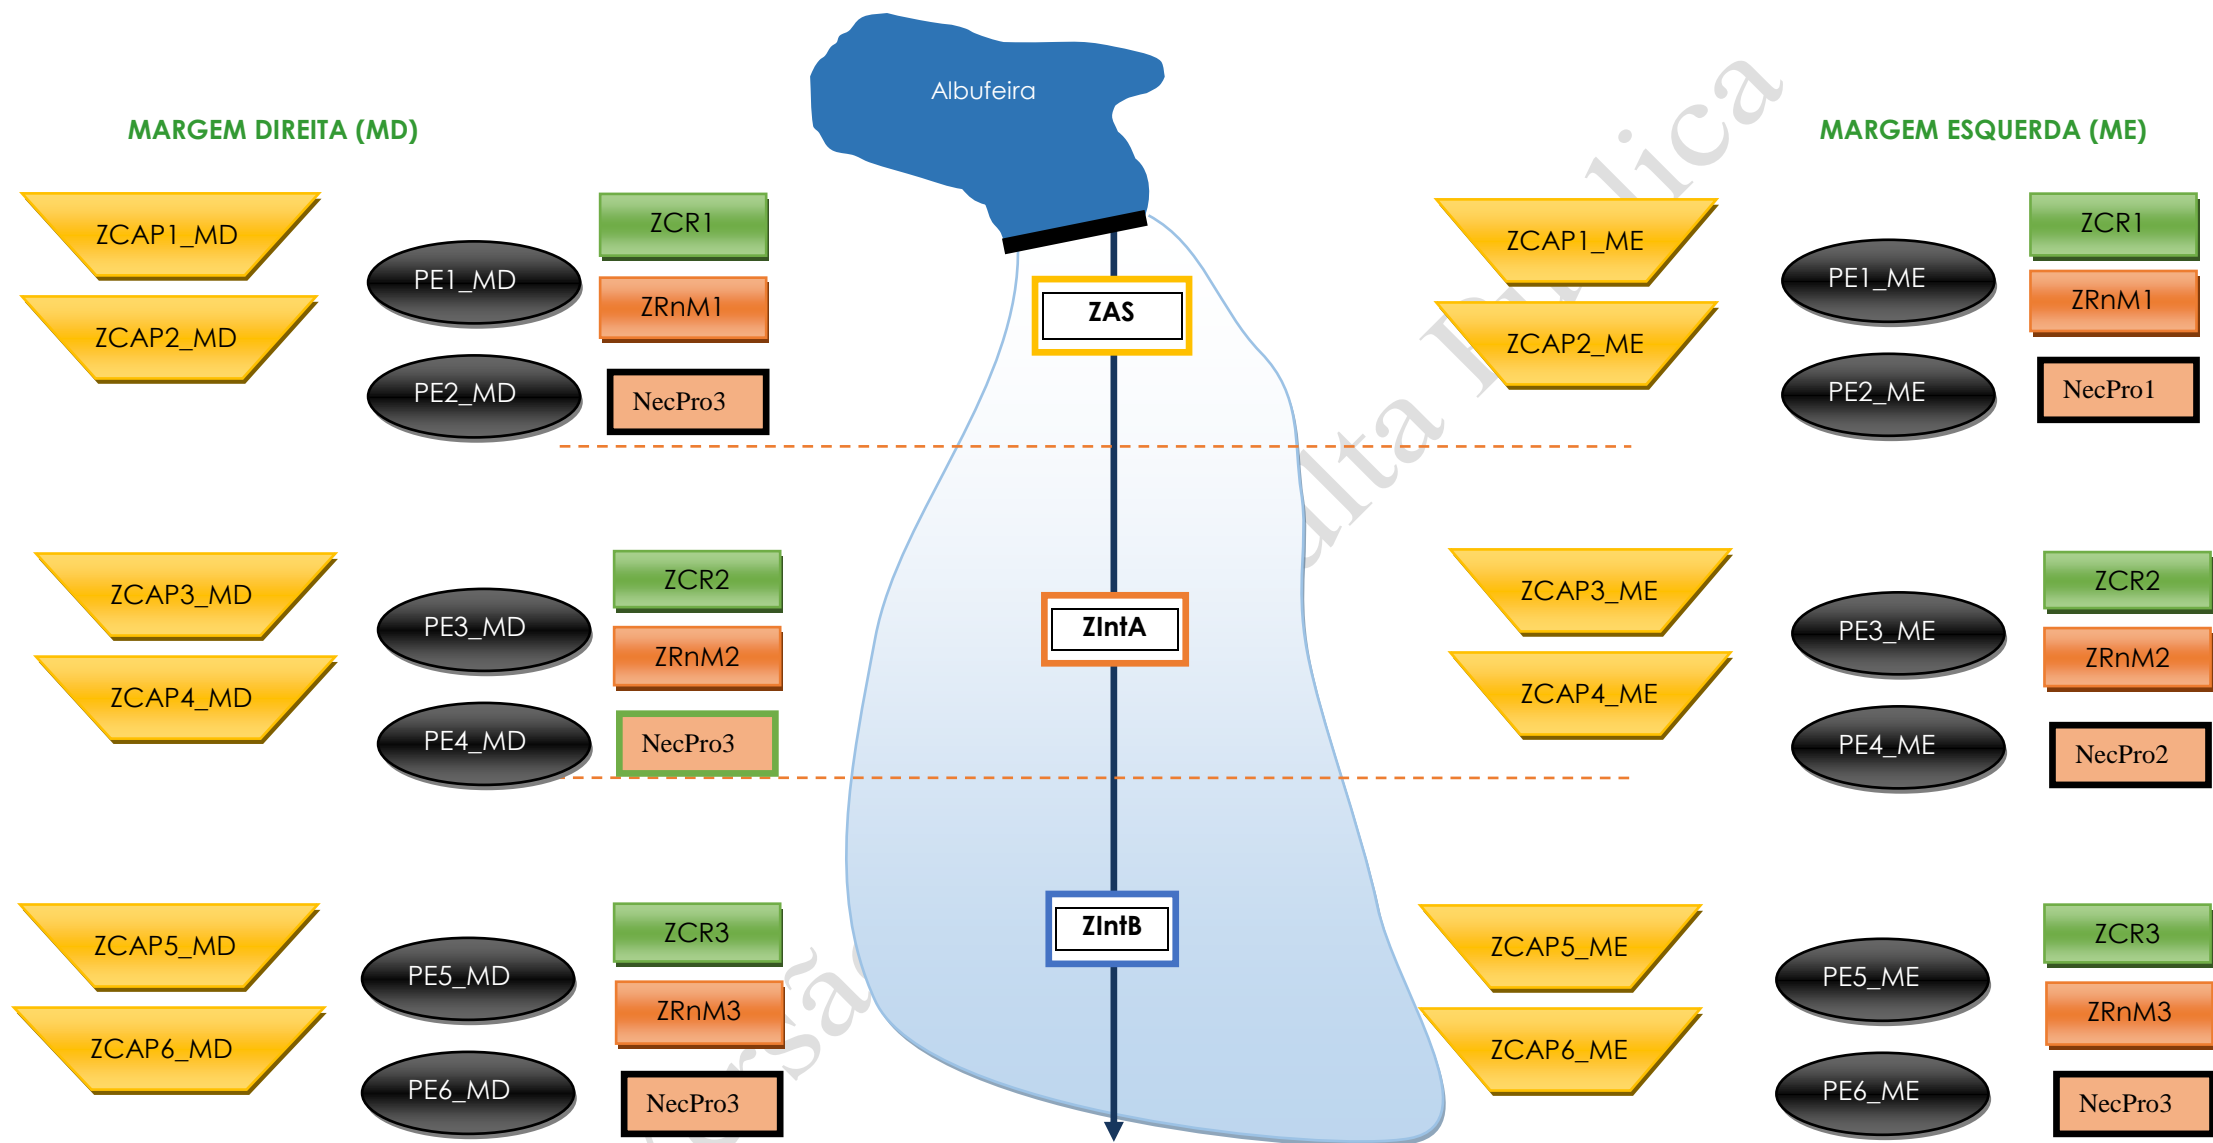 Albufeira
MARGEM DIREITA (MD)
MARGEM ESQUERDA (ME)
ZCAP1_MD
ZCAP2_MD
PE1_MD
PE2_MD
ZCR1
ZRnM1
NecPro3
ZAS
ZCAP1_ME
ZCAP2_ME
PE1_ME
PE2_ME
ZCR1
ZRnM1
NecPro1
ZCAP3_MD
ZCAP4_MD
PE3_MD
PE4_MD
ZCR2
ZRnM2
NecPro3
ZIntA
ZCAP3_ME
ZCAP4_ME
PE3_ME
PE4_ME
ZCR2
ZRnM2
NecPro2
ZCAP5_MD
ZCAP6_MD
PE5_MD
PE6_MD
ZCR3
ZRnM3
NecPro3
ZIntB
ZCAP5_ME
ZCAP6_ME
PE5_ME
PE6_ME
ZCR3
ZRnM3
NecPro3